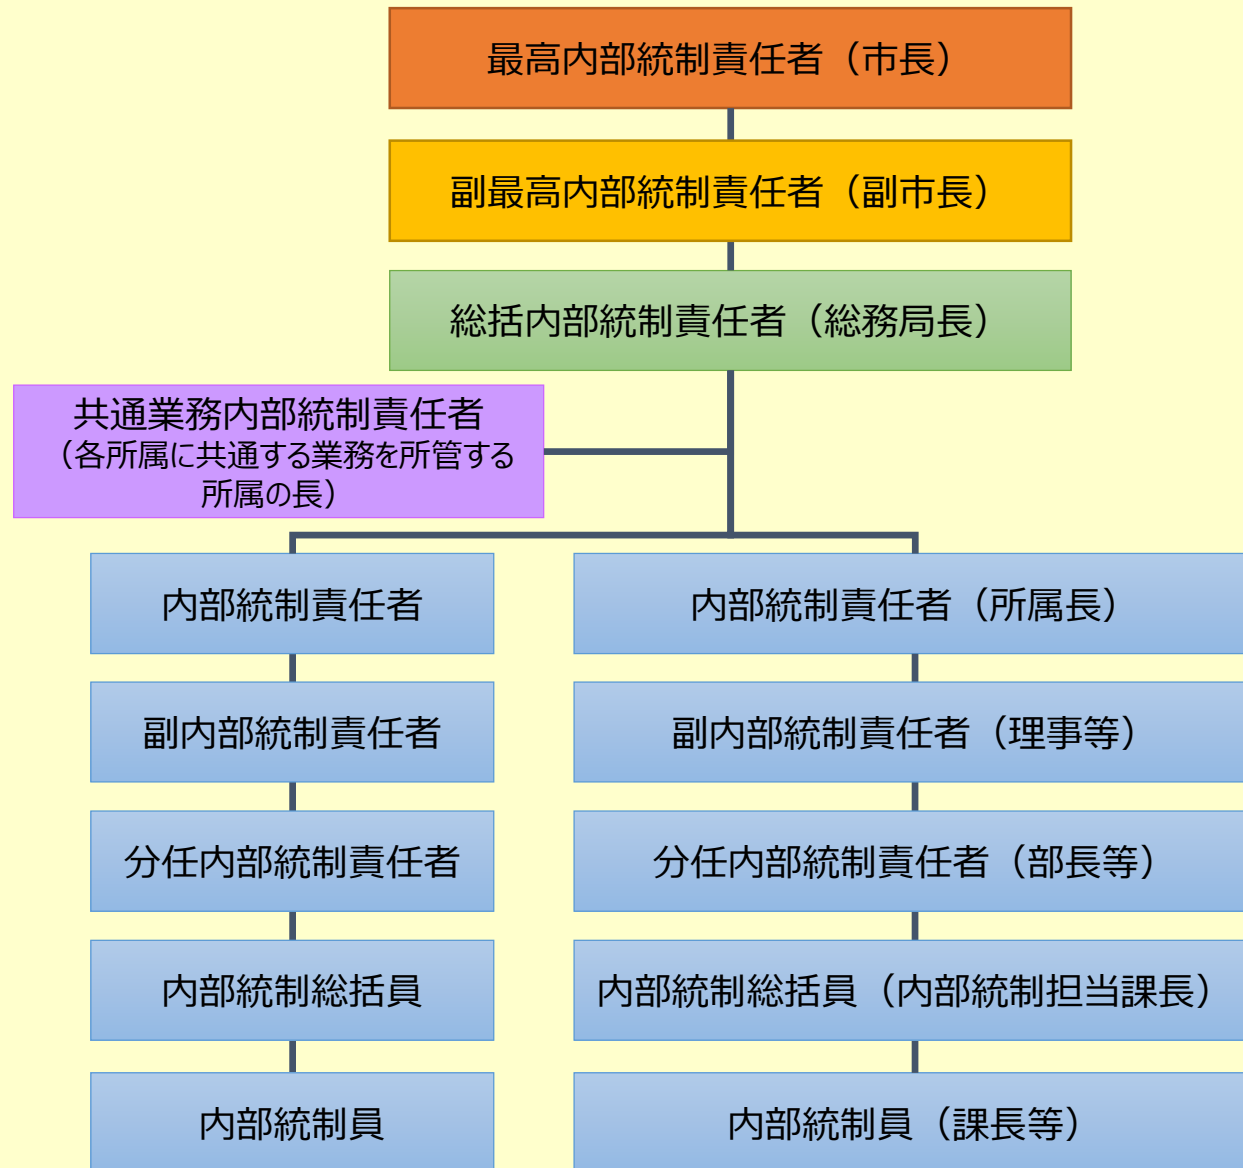 最高内部統制責任者（市長）
副最高内部統制責任者（副市長）
総括内部統制責任者（総務局長）
共通業務内部統制責任者
（各所属に共通する業務を所管する
所属の長）
内部統制責任者
内部統制責任者（所属長）
副内部統制責任者
副内部統制責任者（理事等）
分任内部統制責任者
分任内部統制責任者（部長等）
内部統制総括員
内部統制総括員（内部統制担当課長）
内部統制員
内部統制員（課長等）